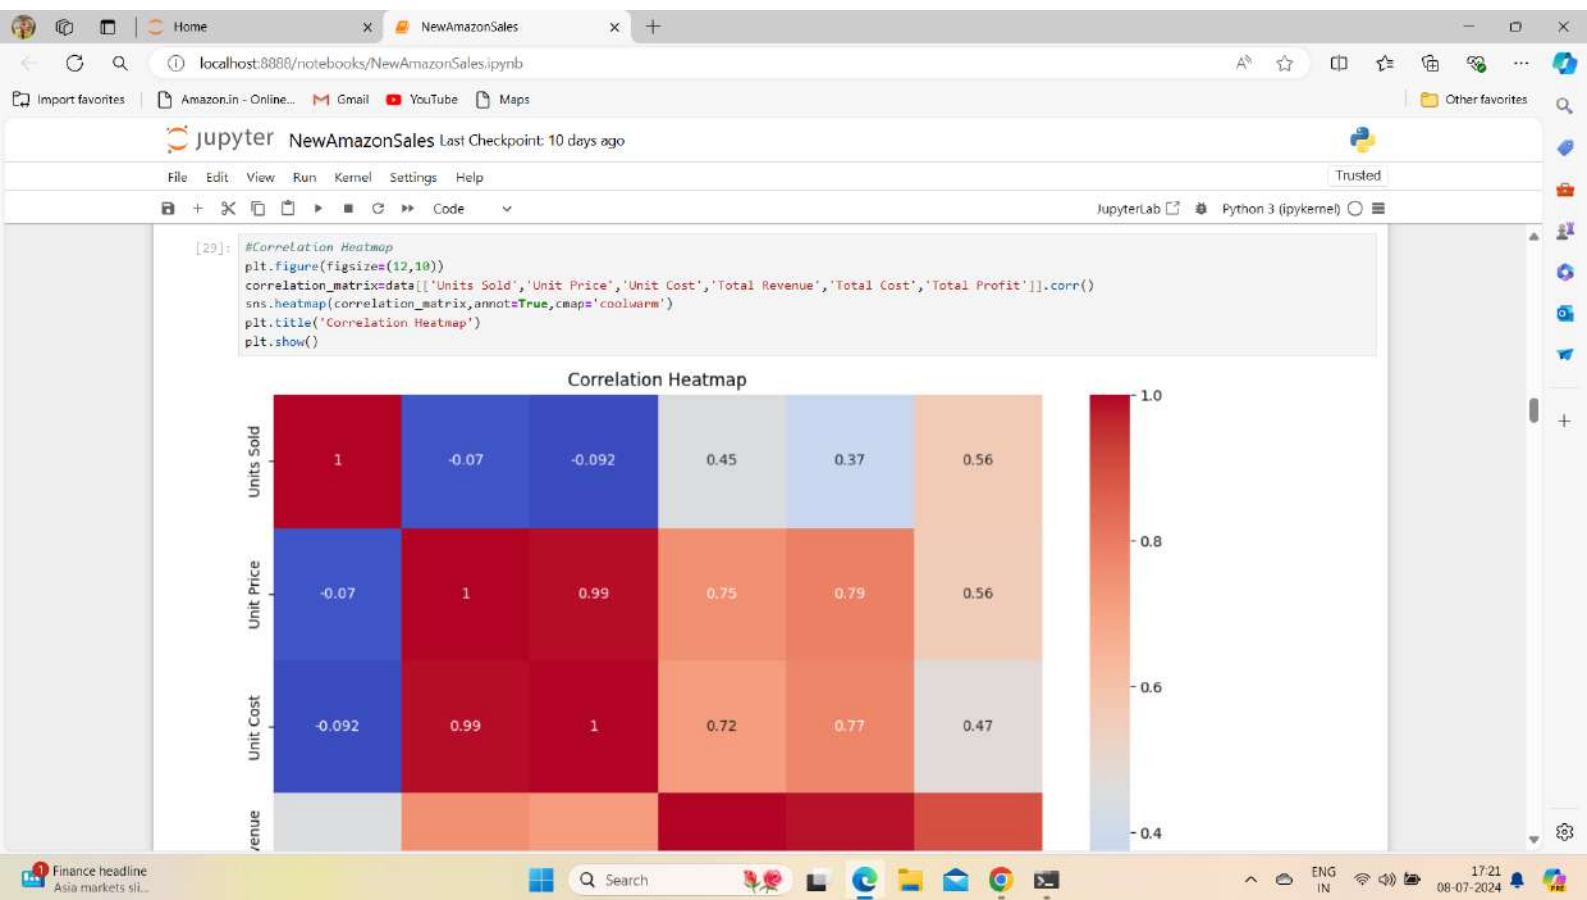 Home
NewAmazonSales
localhost:8888/notebooks/NewAmazonSales.ipynb
Import favorites
Amazon.in - Online...
Gmail
YouTube
Maps
Other favorites
jupyter NewAmazonSales Last Checkpoint: 10 days ago
File Edit View Run Kernel Settings Help
Trusted
Code
JupyterLab
Python 3 (ipykernel)
[29]: #Correlation Heatmap
plt.figure(figsize=(12,10))
correlation_matrix=data[['Units Sold','Unit Price','Unit Cost','Total Revenue','Total Cost','Total Profit']].corr()
sns.heatmap(correlation_matrix,annot=True,cmap='coolwarm')
plt.title('Correlation Heatmap')
plt.show()
Correlation Heatmap
Units Sold
1 -0.07 -0.092 0.45 0.37 0.56
Unit Price
-0.07 1 0.99 0.75 0.79 0.56
Unit Cost
-0.092 0.99 1 0.72 0.77 0.47
venue
1.0
0.8
0.6
0.4
1
Finance headline
Asia markets sli...
Search
ENG
IN
17:21
08-07-2024
PRE